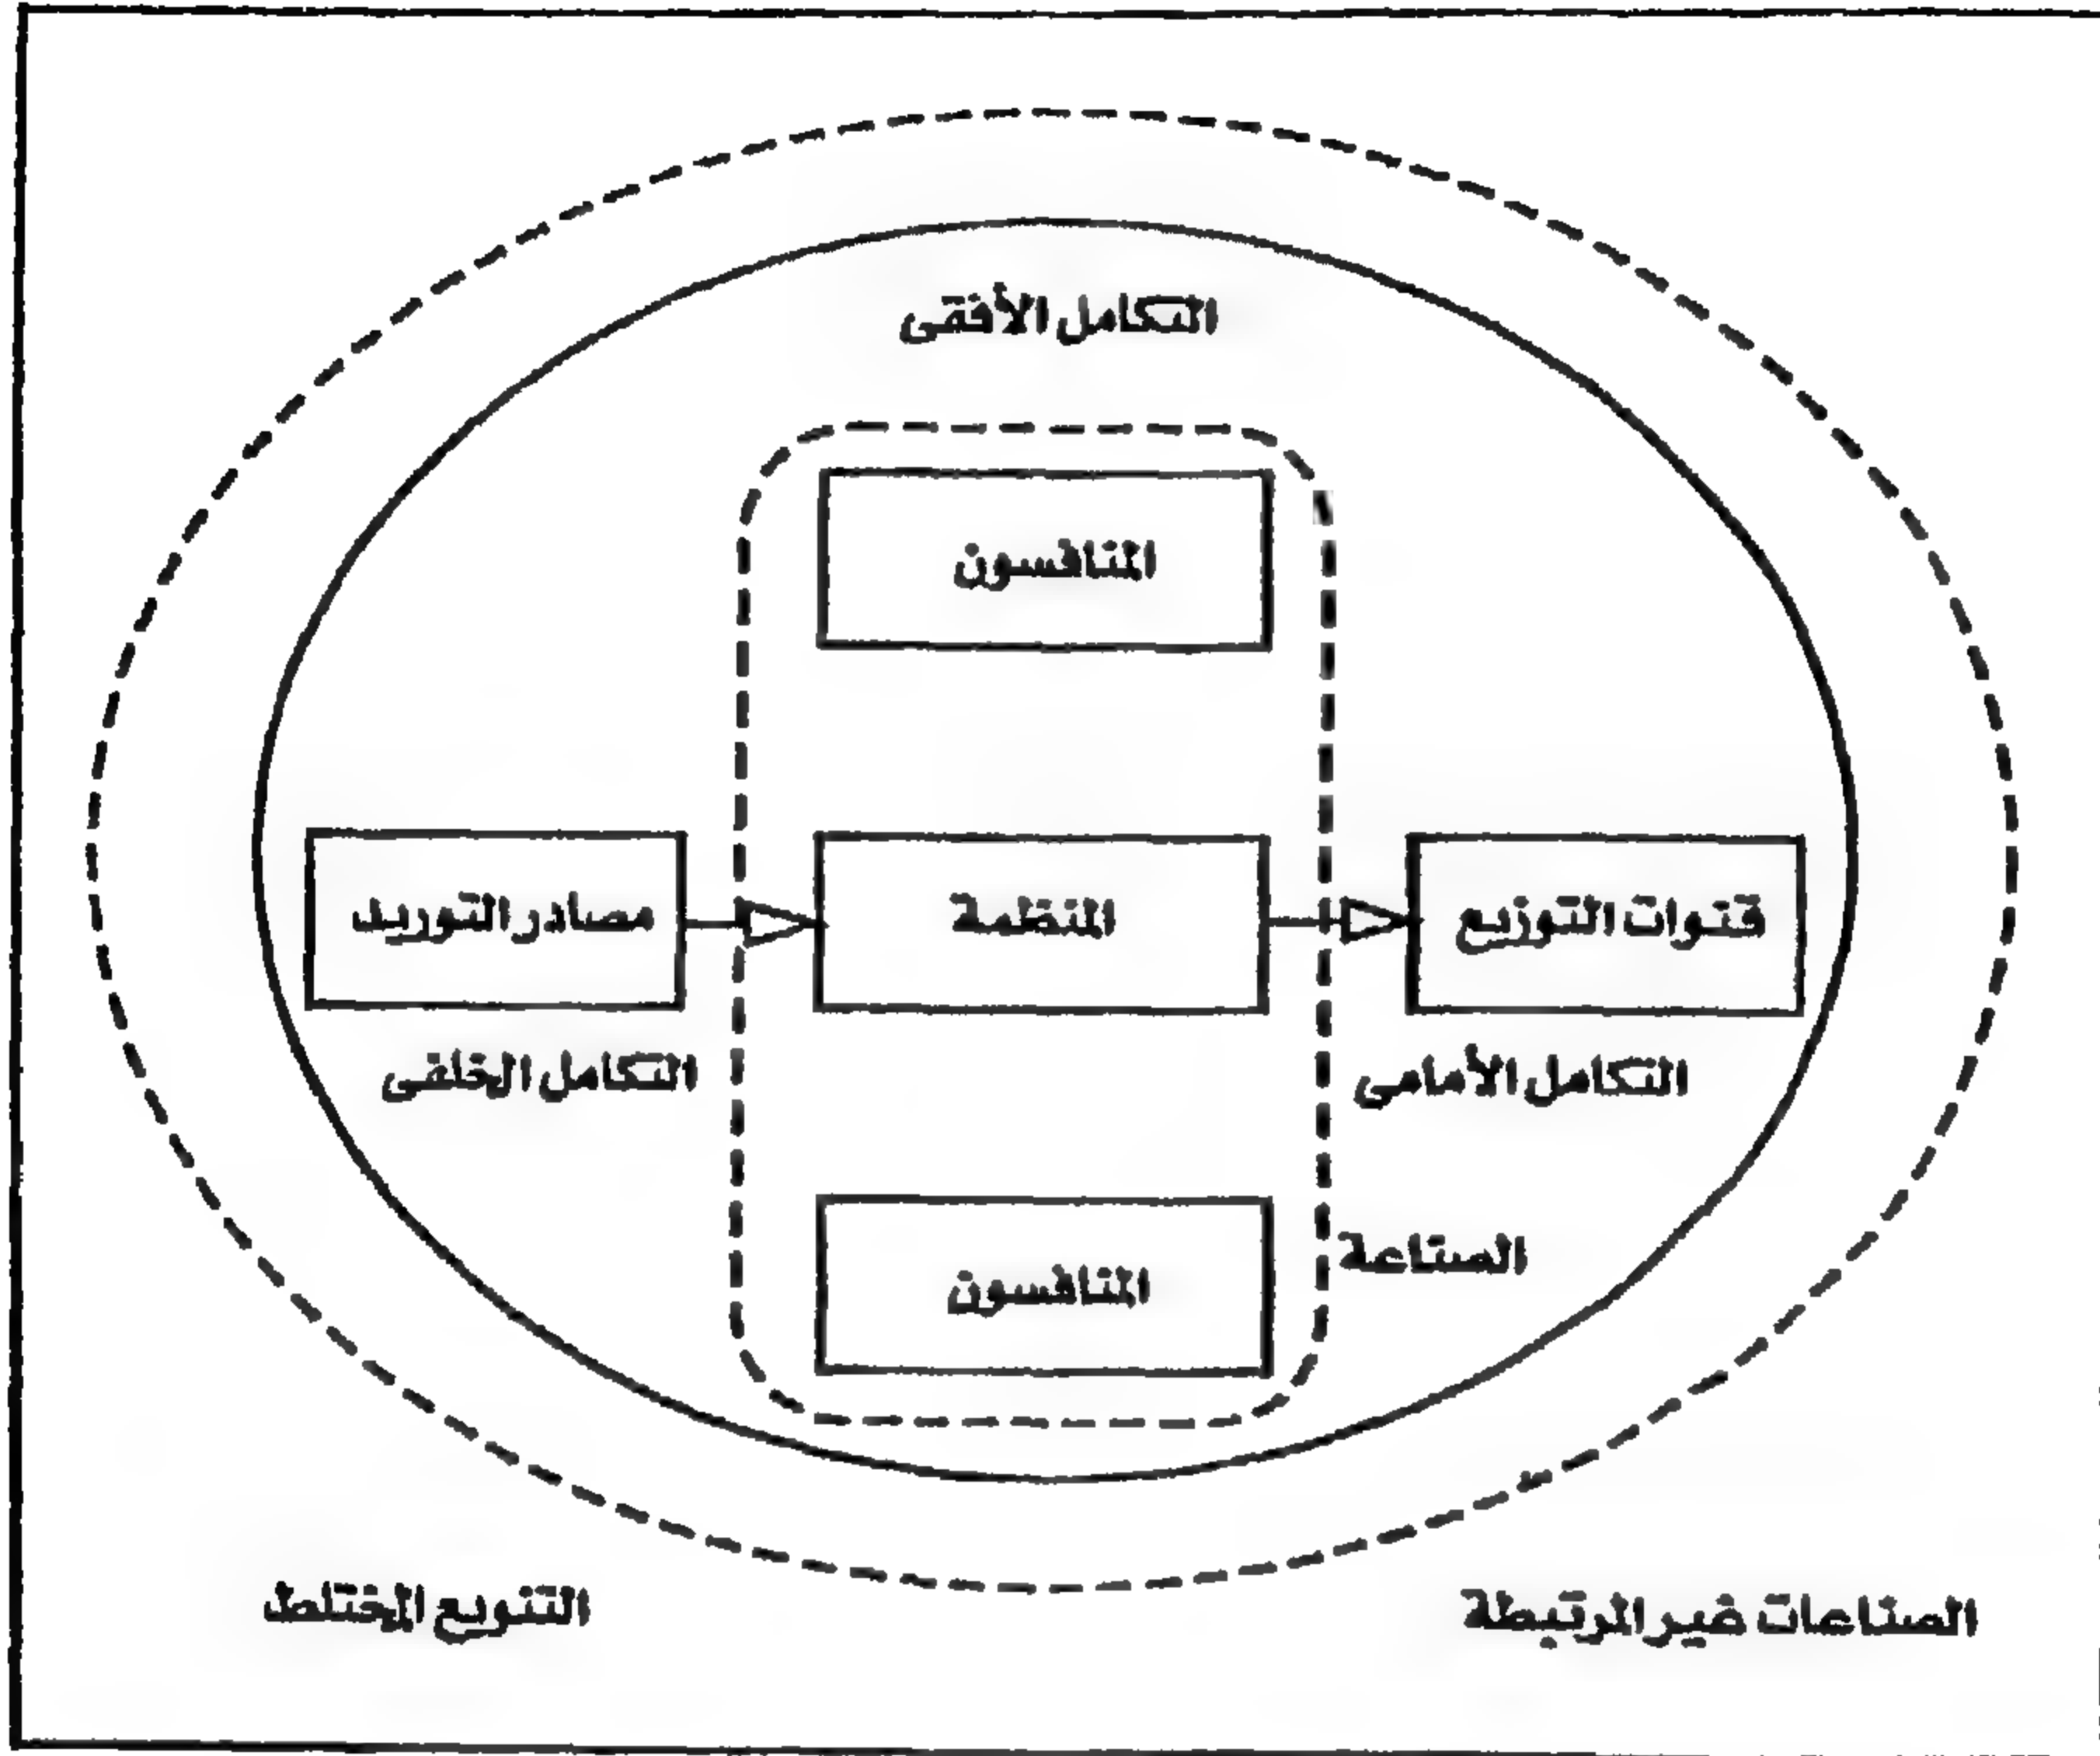 التكامل الأفقى
المنافسون
قنوات التوزيع
المنظمة
مصادر التوريد
التكامل الأمامى
التكامل الخلفى
الصناعة
المنافسون
الصناعات غير المرتبطة
التنويع المختلط